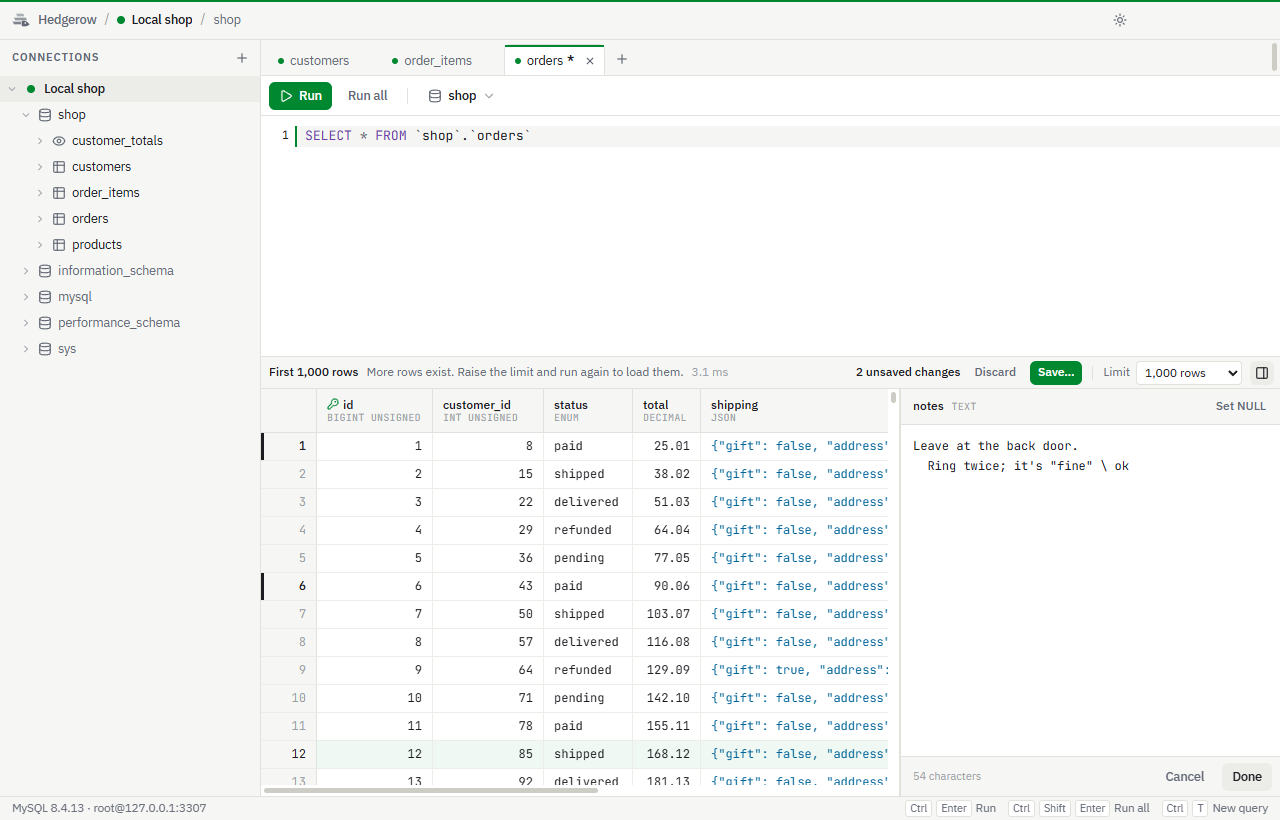 Hedgerow / Local shop / shop
CONNECTIONS
Local shop
shop
customer_totals
customers
order_items
orders
products
information_schema
mysql
performance_schema
sys
customers
order_items
orders *
Run
Run all
shop
1 SELECT * FROM `shop`.`orders`
First 1,000 rows More rows exist. Raise the limit and run again to load them. 3.1 ms
2 unsaved changes Discard Save... Limit 1,000 rows
id customer_id status total shipping
BIGINT UNSIGNED INT UNSIGNED ENUM DECIMAL JSON
1 1 8 paid 25.01 {"gift": false, "address"
2 2 15 shipped 38.02 {"gift": false, "address"
3 3 22 delivered 51.03 {"gift": false, "address"
4 4 29 refunded 64.04 {"gift": false, "address"
5 5 36 pending 77.05 {"gift": false, "address"
6 6 43 paid 90.06 {"gift": false, "address"
7 7 50 shipped 103.07 {"gift": false, "address"
8 8 57 delivered 116.08 {"gift": false, "address"
9 9 64 refunded 129.09 {"gift": true, "address":
10 10 71 pending 142.10 {"gift": false, "address"
11 11 78 paid 155.11 {"gift": false, "address"
12 12 85 shipped 168.12 {"gift": false, "address"
13 13 92 delivered 181.13 {"gift": false, "address"
notes TEXT Set NULL
Leave at the back door.
Ring twice; it's "fine" \ ok
54 characters Cancel Done
MySQL 8.4.13 · root@127.0.0.1:3307
Ctrl Enter Run Ctrl Shift Enter Run all Ctrl T New query